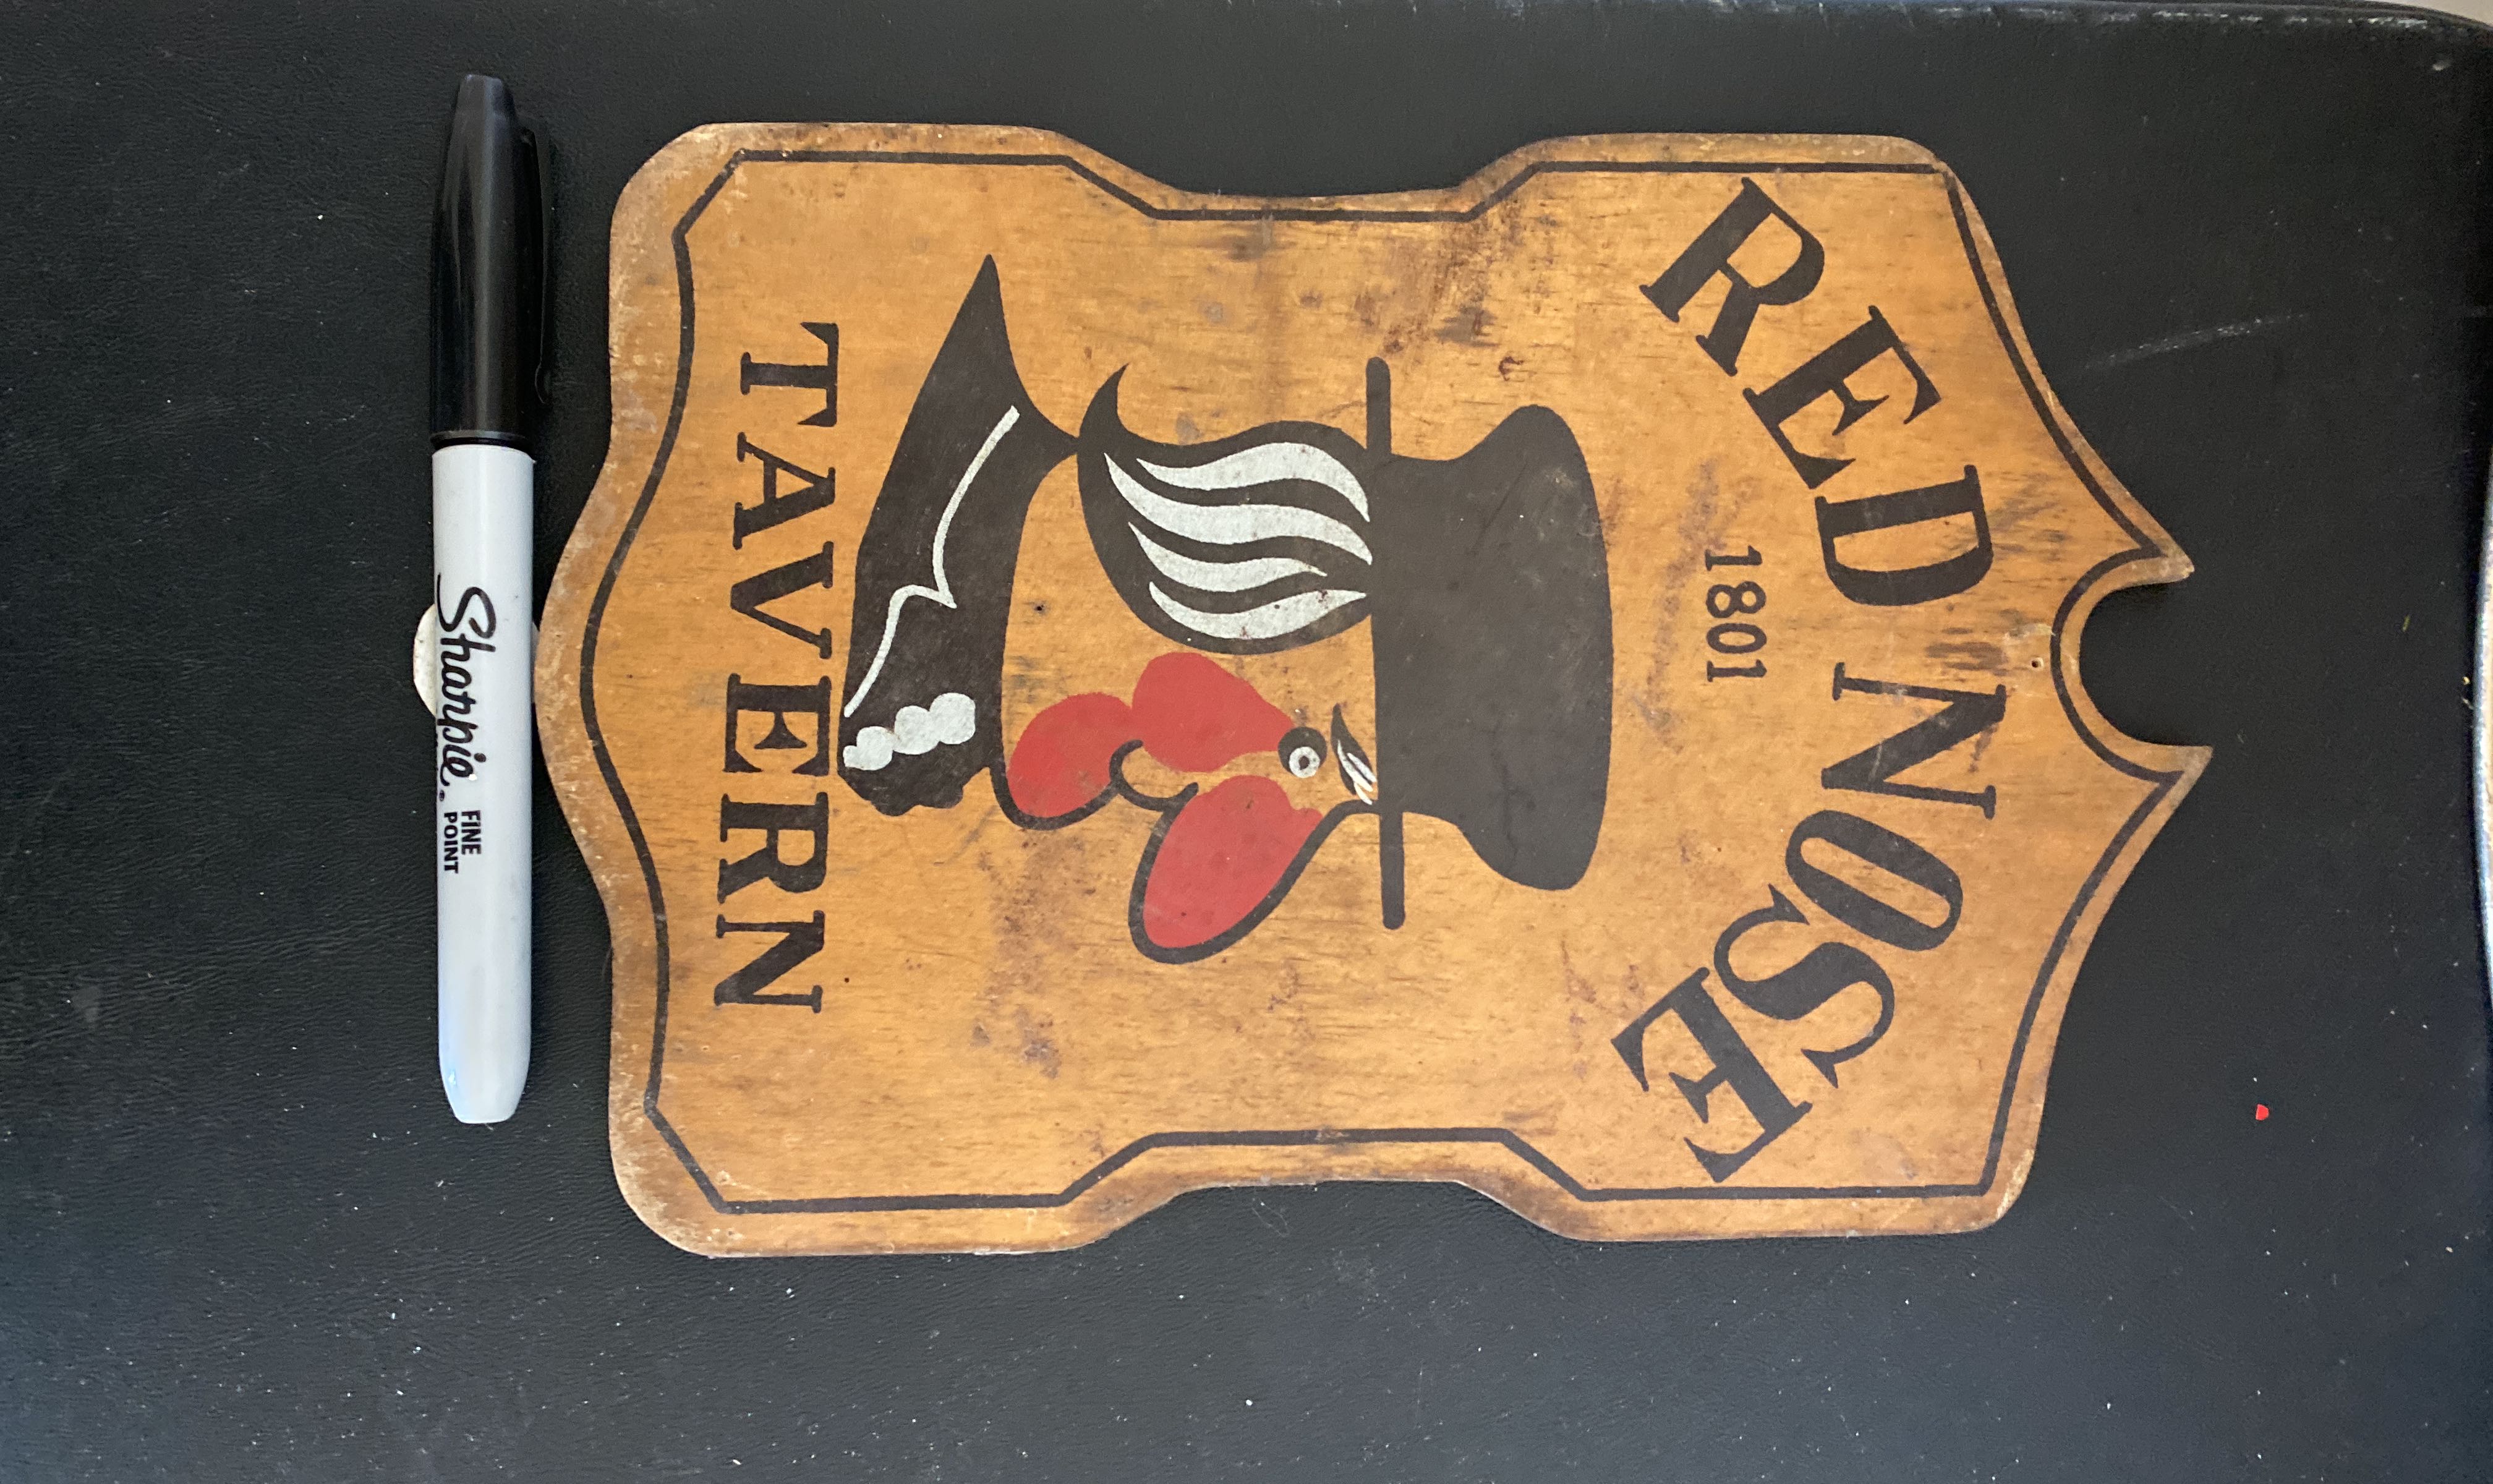 RED NOSE
1801
TAVERN
Sharpie.
FINE
POINT